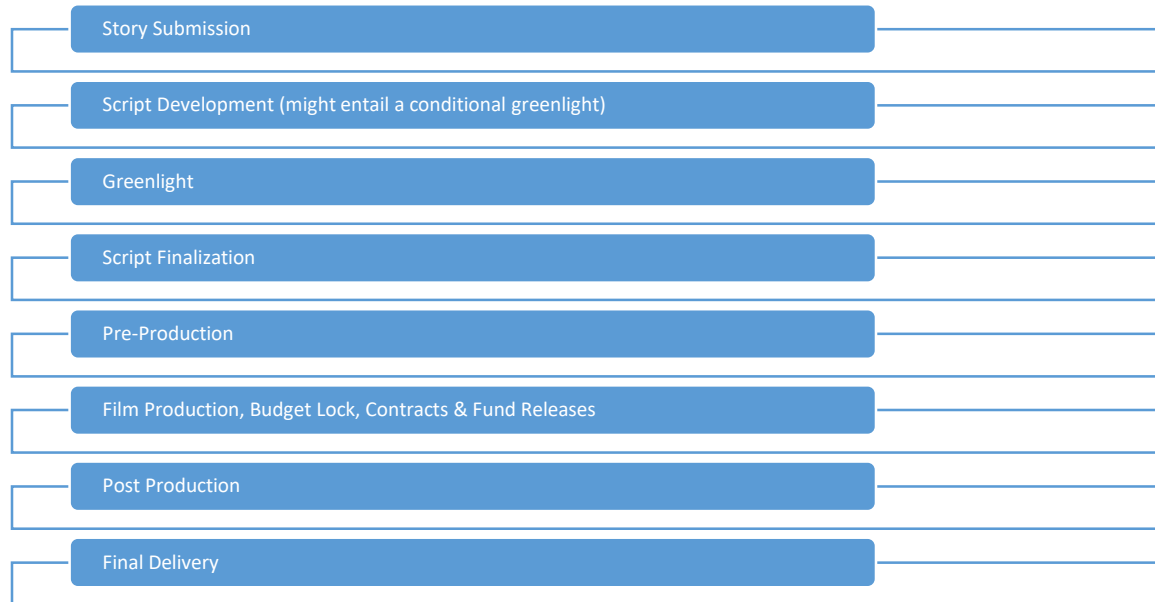 Story Submission
Script Development (might entail a conditional greenlight)
Greenlight
Script Finalization
Pre-Production
Film Production, Budget Lock, Contracts & Fund Releases
Post Production
Final Delivery